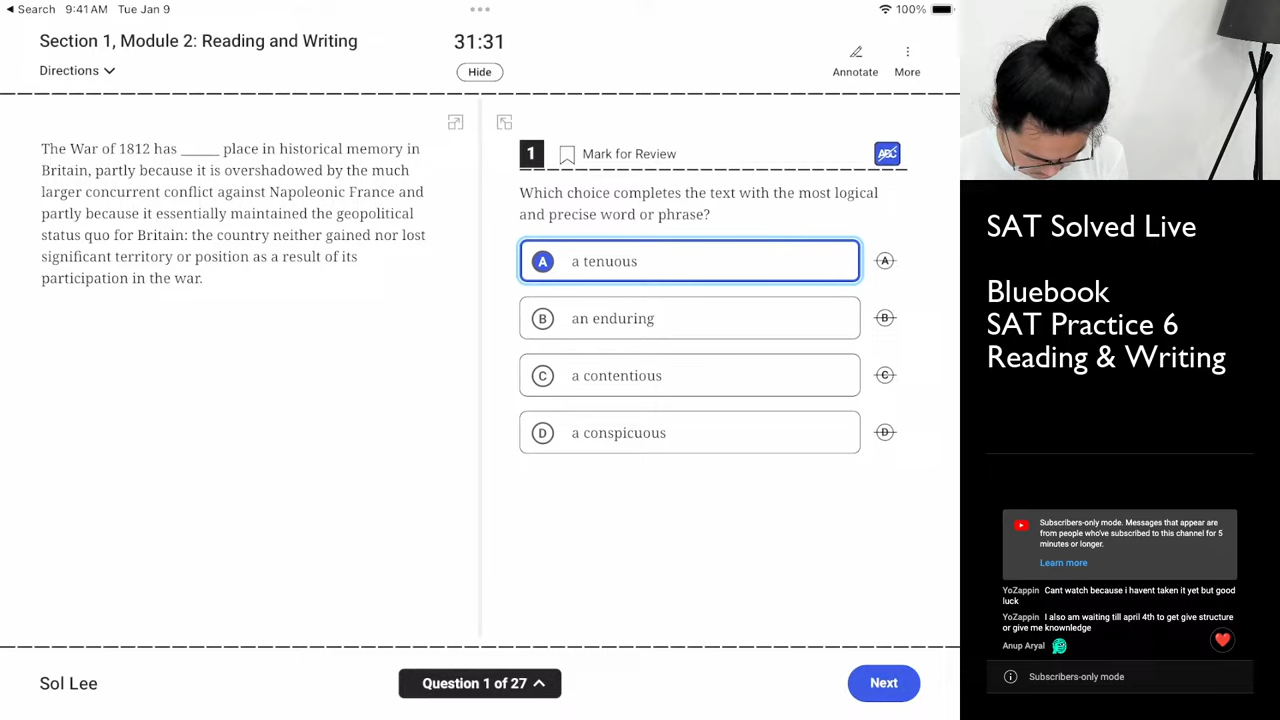 Search 9:41 AM Tue Jan 9
100%
Section 1, Module 2: Reading and Writing
31:31
Directions
Hide
Annotate
More
The War of 1812 has ______ place in historical memory in
Britain, partly because it is overshadowed by the much
larger concurrent conflict against Napoleonic France and
partly because it essentially maintained the geopolitical
status quo for Britain: the country neither gained nor lost
significant territory or position as a result of its
participation in the war.
1 Mark for Review
ABC
Which choice completes the text with the most logical
and precise word or phrase?
A a tenuous
A
B an enduring
B
C a contentious
C
D a conspicuous
D
Sol Lee
Question 1 of 27
Next
SAT Solved Live
Bluebook
SAT Practice 6
Reading & Writing
Subscribers-only mode. Messages that appear are
from people who've subscribed to this channel for 5
minutes or longer.
Learn more
YoZappin Cant watch because i havent taken it yet but good
luck
YoZappin I also am waiting till april 4th to get give structure
or give me knownledge
Anup Aryal
Subscribers-only mode